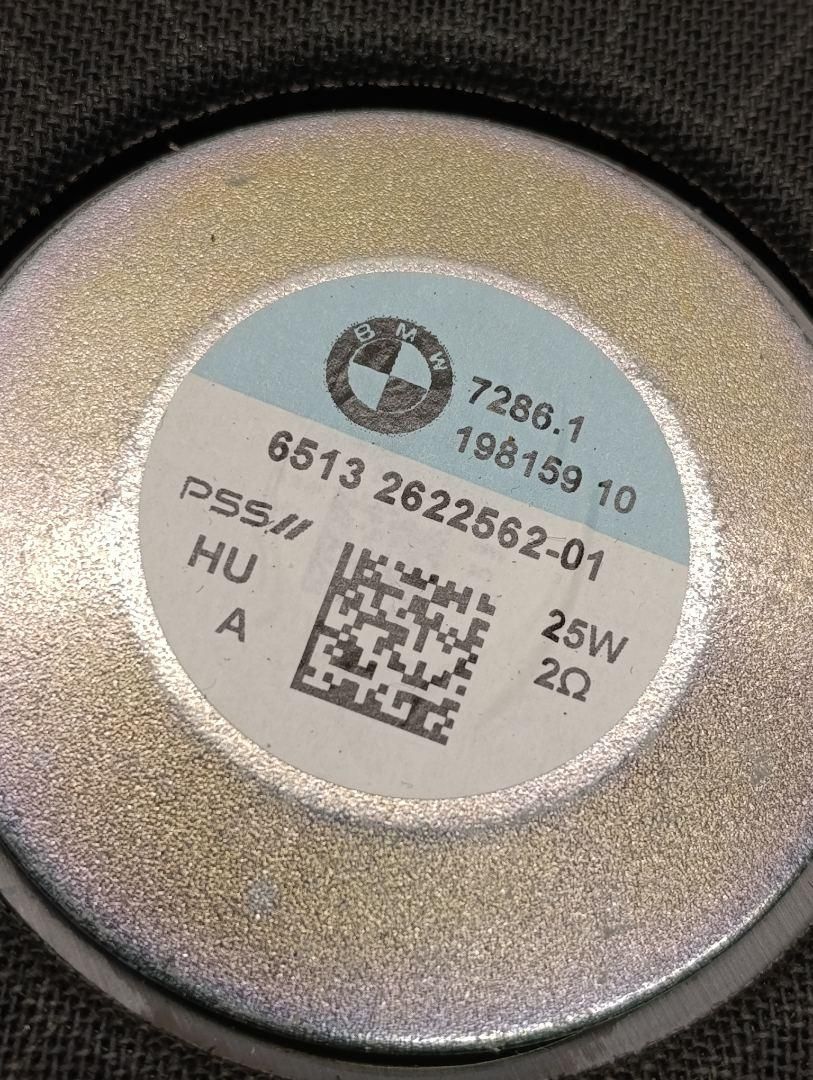 BMW
7286.1
198159 10
6513 2622562-01
PSS//
HU
A
25W
2Ω